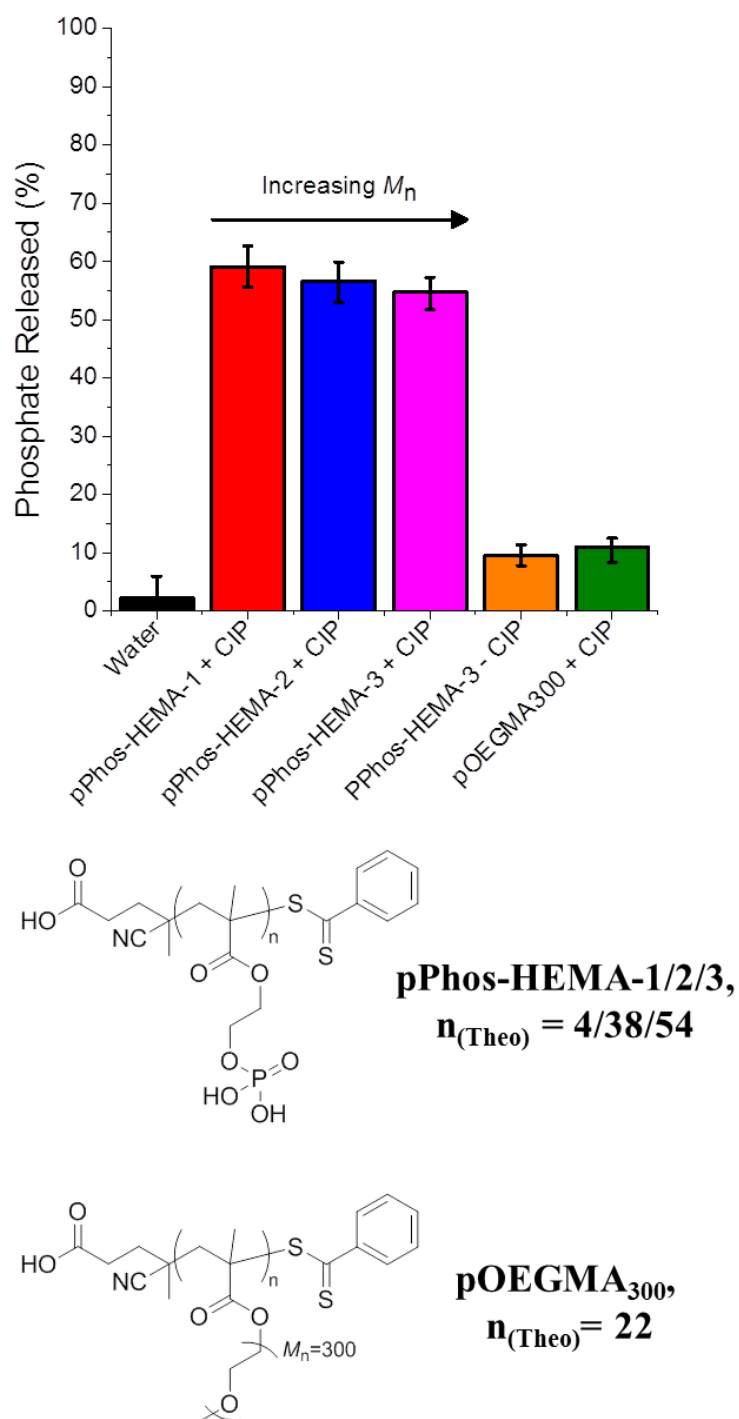 100
90
80
70
60
50
40
30
20
10
0
Phosphate Released (%)
Increasing Mn
Water
pPhos-HEMA-1 + CIP
pPhos-HEMA-2 + CIP
pPhos-HEMA-3 + CIP
PPhos-HEMA-3 - CIP
pOEGMA300 + CIP
O
HO
NC
n
S
S
O
O
O
P
O
HO
OH
pPhos-HEMA-1/2/3,
n(Theo) = 4/38/54
O
HO
NC
n
S
S
O
O
Mn=300
O
pOEGMA300,
n(Theo)= 22